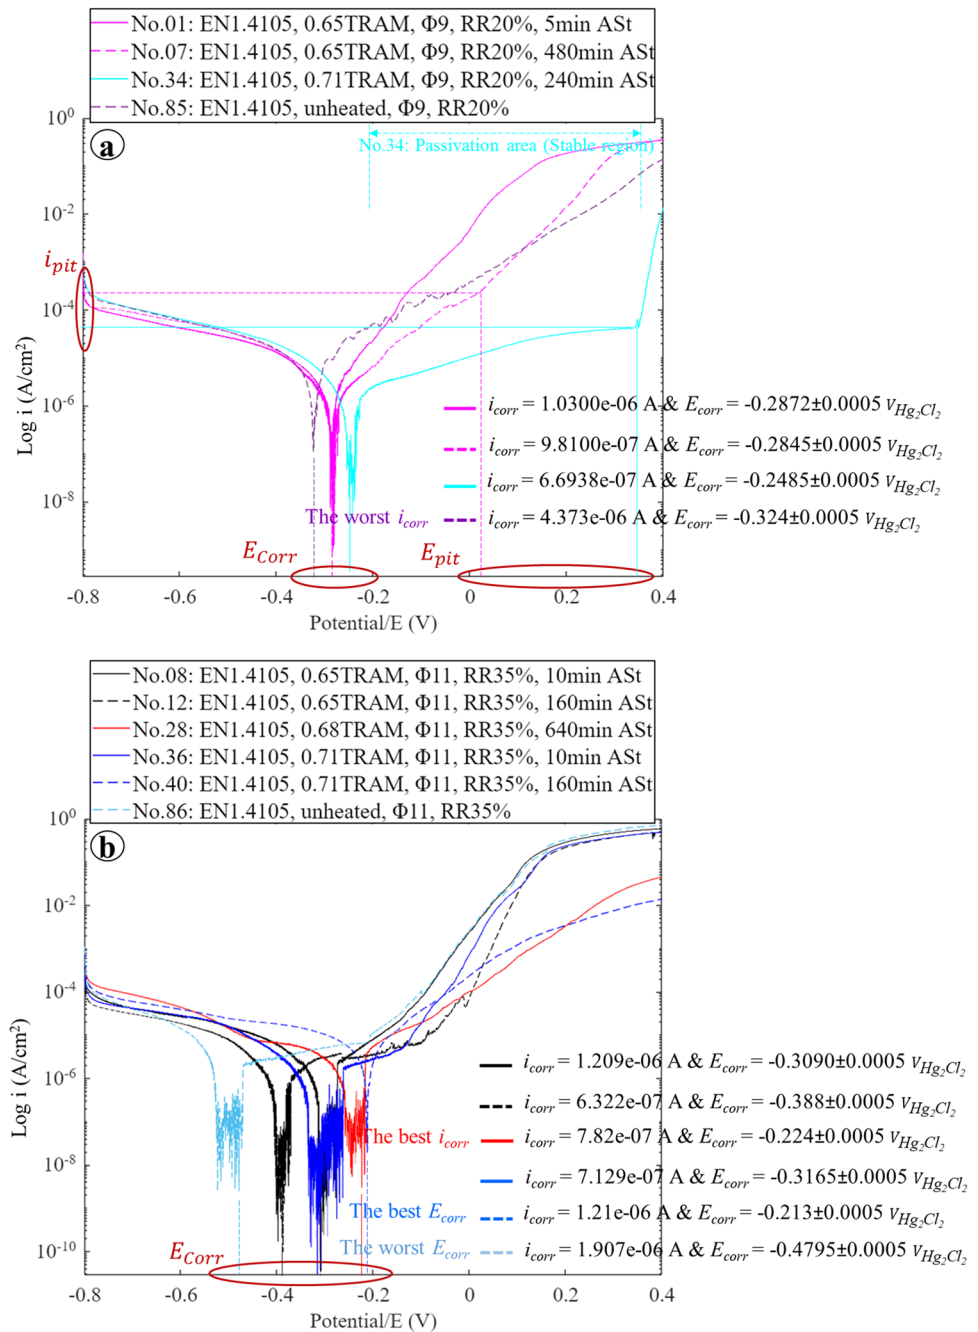 No.01: EN1.4105, 0.65TRAM, Φ9, RR20%, 5min ASt
No.07: EN1.4105, 0.65TRAM, Φ9, RR20%, 480min ASt
No.34: EN1.4105, 0.71TRAM, Φ9, RR20%, 240min ASt
No.85: EN1.4105, unheated, Φ9, RR20%
10^0
a
No.34: Passivation area (Stable region)
10^-2
i_pit
10^-4
10^-6
10^-8
Log i (A/cm²)
i_corr = 1.0300e-06 A & E_corr = -0.2872±0.0005 V_Hg2Cl2
i_corr = 9.8100e-07 A & E_corr = -0.2845±0.0005 V_Hg2Cl2
i_corr = 6.6938e-07 A & E_corr = -0.2485±0.0005 V_Hg2Cl2
The worst i_corr
i_corr = 4.373e-06 A & E_corr = -0.324±0.0005 V_Hg2Cl2
E_Corr
E_pit
-0.8 -0.6 -0.4 -0.2 0 0.2 0.4
Potential/E (V)
No.08: EN1.4105, 0.65TRAM, Φ11, RR35%, 10min ASt
No.12: EN1.4105, 0.65TRAM, Φ11, RR35%, 160min ASt
No.28: EN1.4105, 0.68TRAM, Φ11, RR35%, 640min ASt
No.36: EN1.4105, 0.71TRAM, Φ11, RR35%, 10min ASt
No.40: EN1.4105, 0.71TRAM, Φ11, RR35%, 160min ASt
No.86: EN1.4105, unheated, Φ11, RR35%
10^0
b
10^-2
10^-4
10^-6
10^-8
10^-10
Log i (A/cm²)
i_corr = 1.209e-06 A & E_corr = -0.3090±0.0005 V_Hg2Cl2
i_corr = 6.322e-07 A & E_corr = -0.388±0.0005 V_Hg2Cl2
The best i_corr
i_corr = 7.82e-07 A & E_corr = -0.224±0.0005 V_Hg2Cl2
i_corr = 7.129e-07 A & E_corr = -0.3165±0.0005 V_Hg2Cl2
The best E_corr
i_corr = 1.21e-06 A & E_corr = -0.213±0.0005 V_Hg2Cl2
The worst E_corr
i_corr = 1.907e-06 A & E_corr = -0.4795±0.0005 V_Hg2Cl2
E_Corr
-0.8 -0.6 -0.4 -0.2 0 0.2 0.4
Potential/E (V)